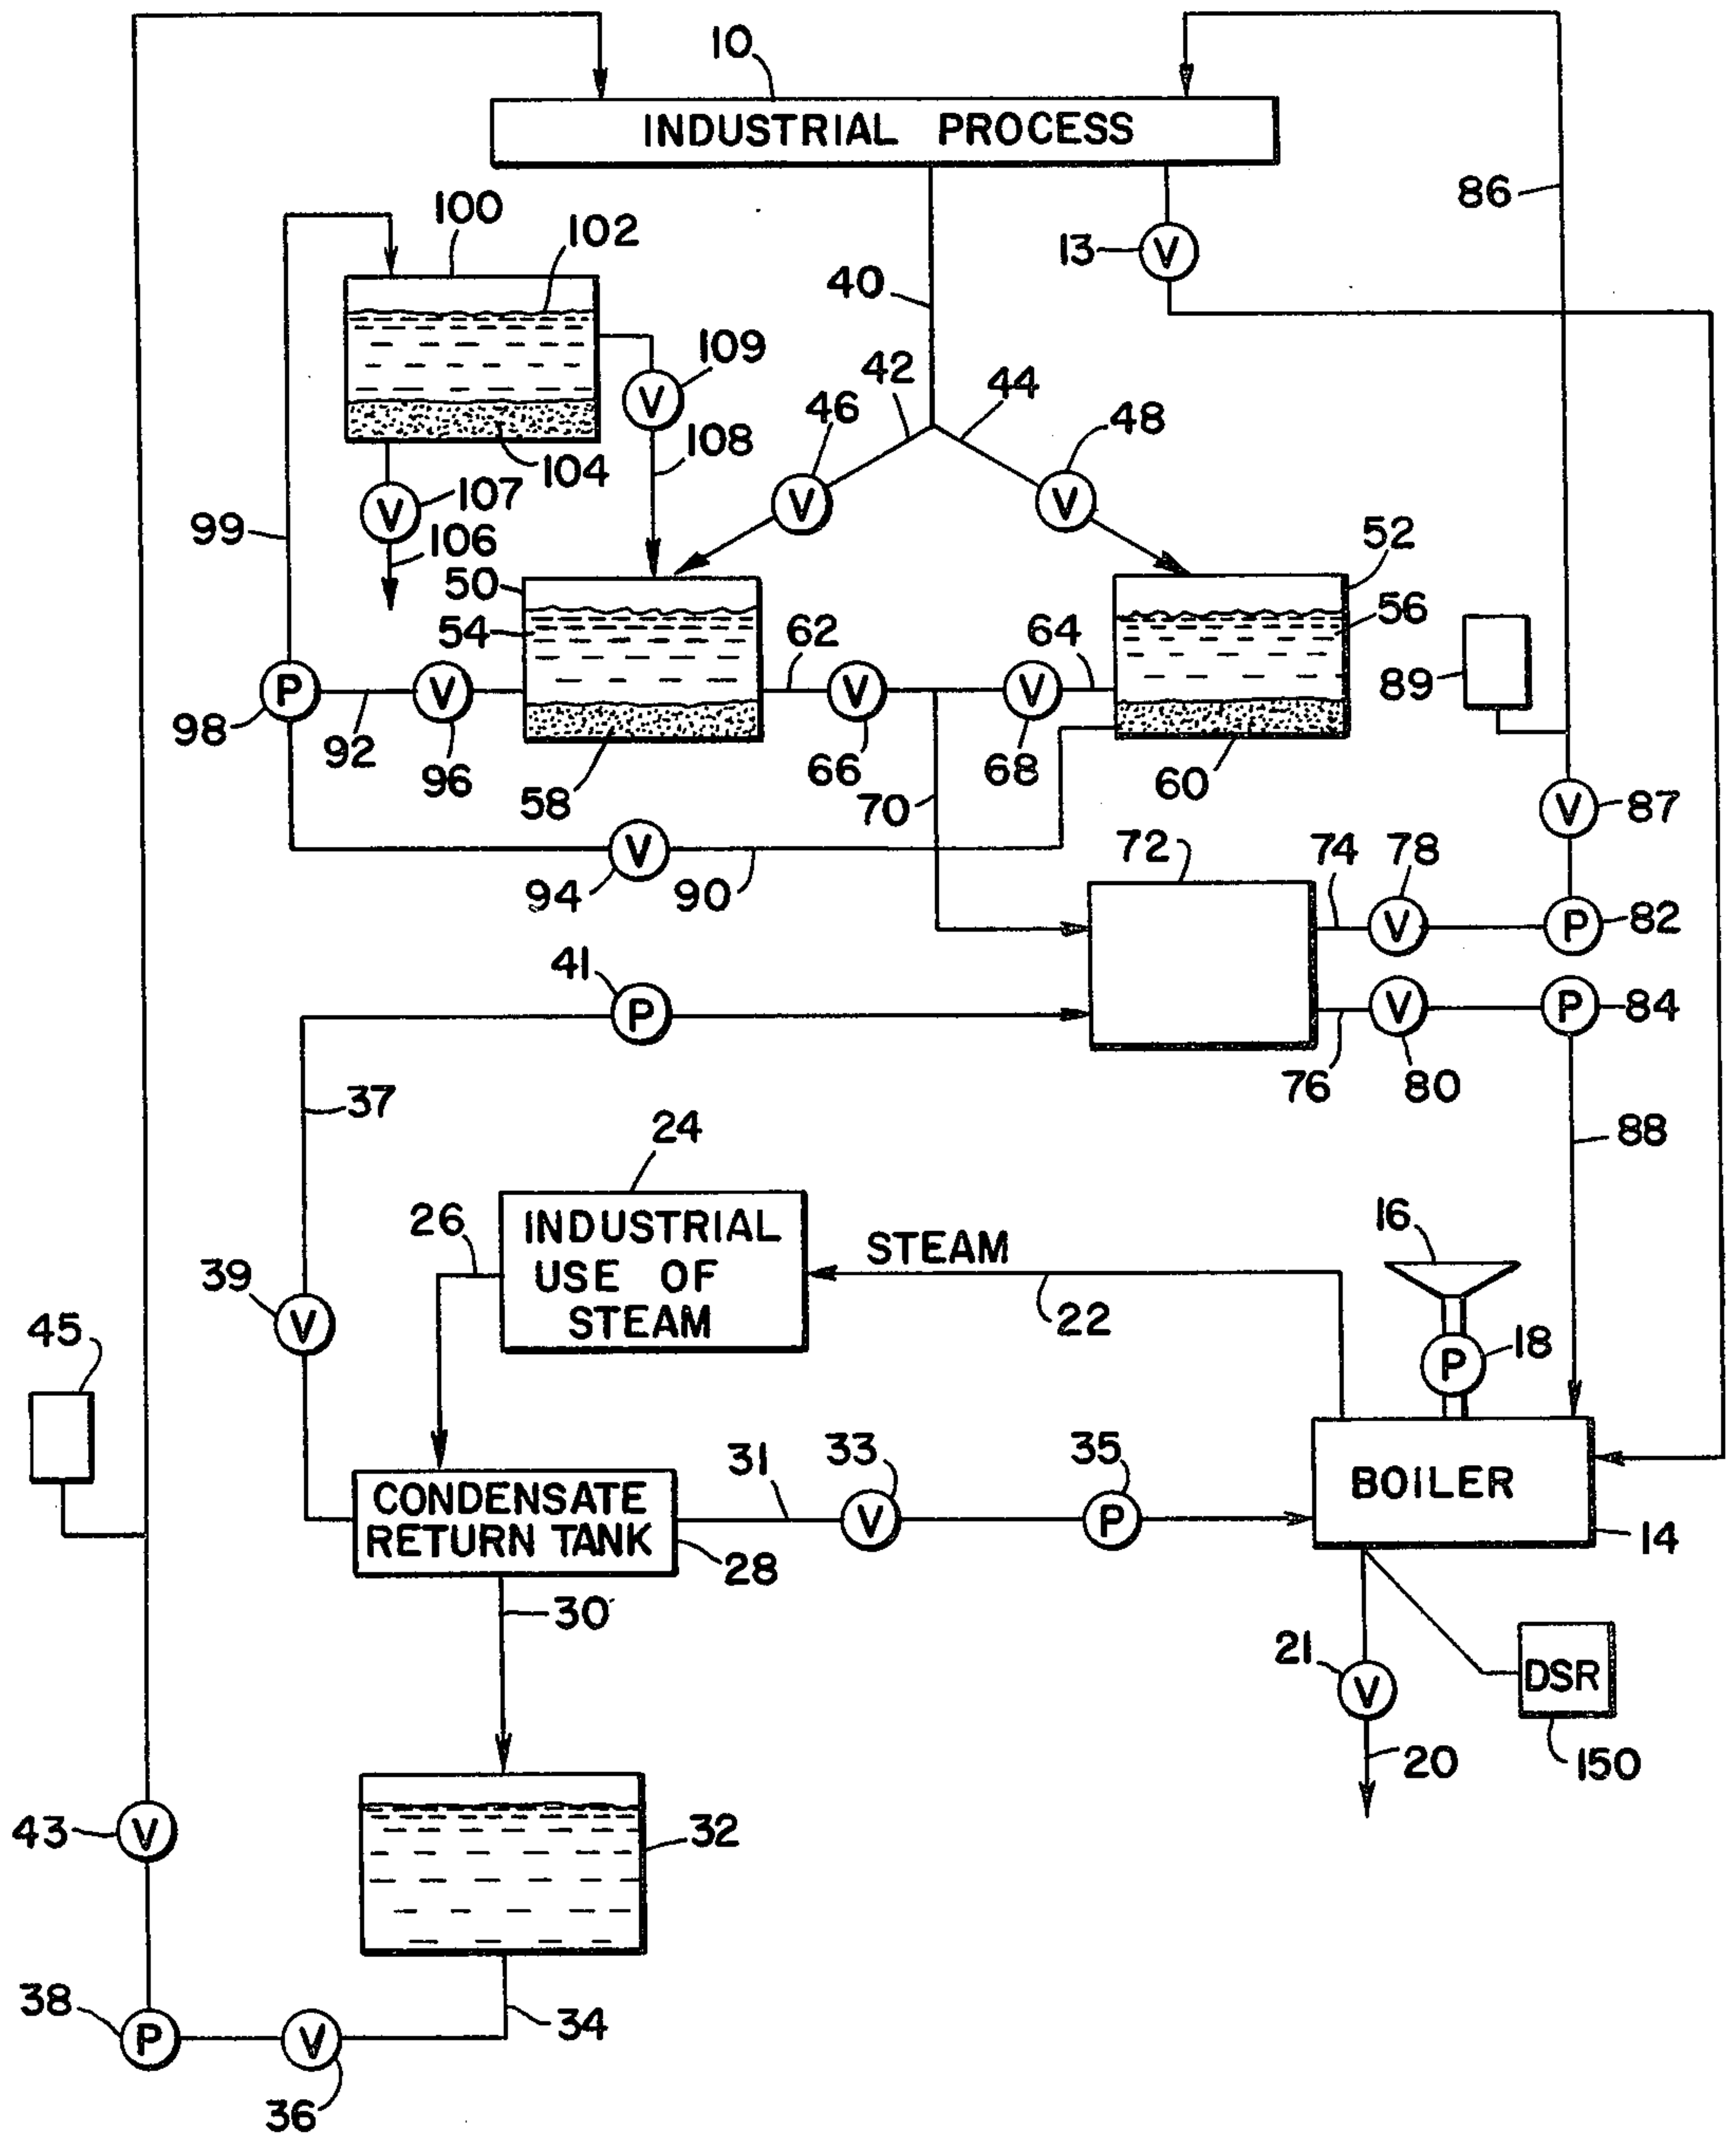 10
INDUSTRIAL PROCESS
86
100
102
13
V
40
109
V
42
44
46
48
108
104
V
107
V
V
99
106
52
50
56
54
62
64
89
P
V
V
V
98
92
96
66
68
60
58
70
V
87
V
94
90
72
74
78
V
P
82
41
P
V
P
84
76
80
37
88
24
16
26
INDUSTRIAL
USE OF
STEAM
STEAM
22
39
V
45
P
18
35
31
33
CONDENSATE
RETURN TANK
V
P
BOILER
14
28
30
21
V
DSR
20
150
43
V
32
38
P
V
34
36